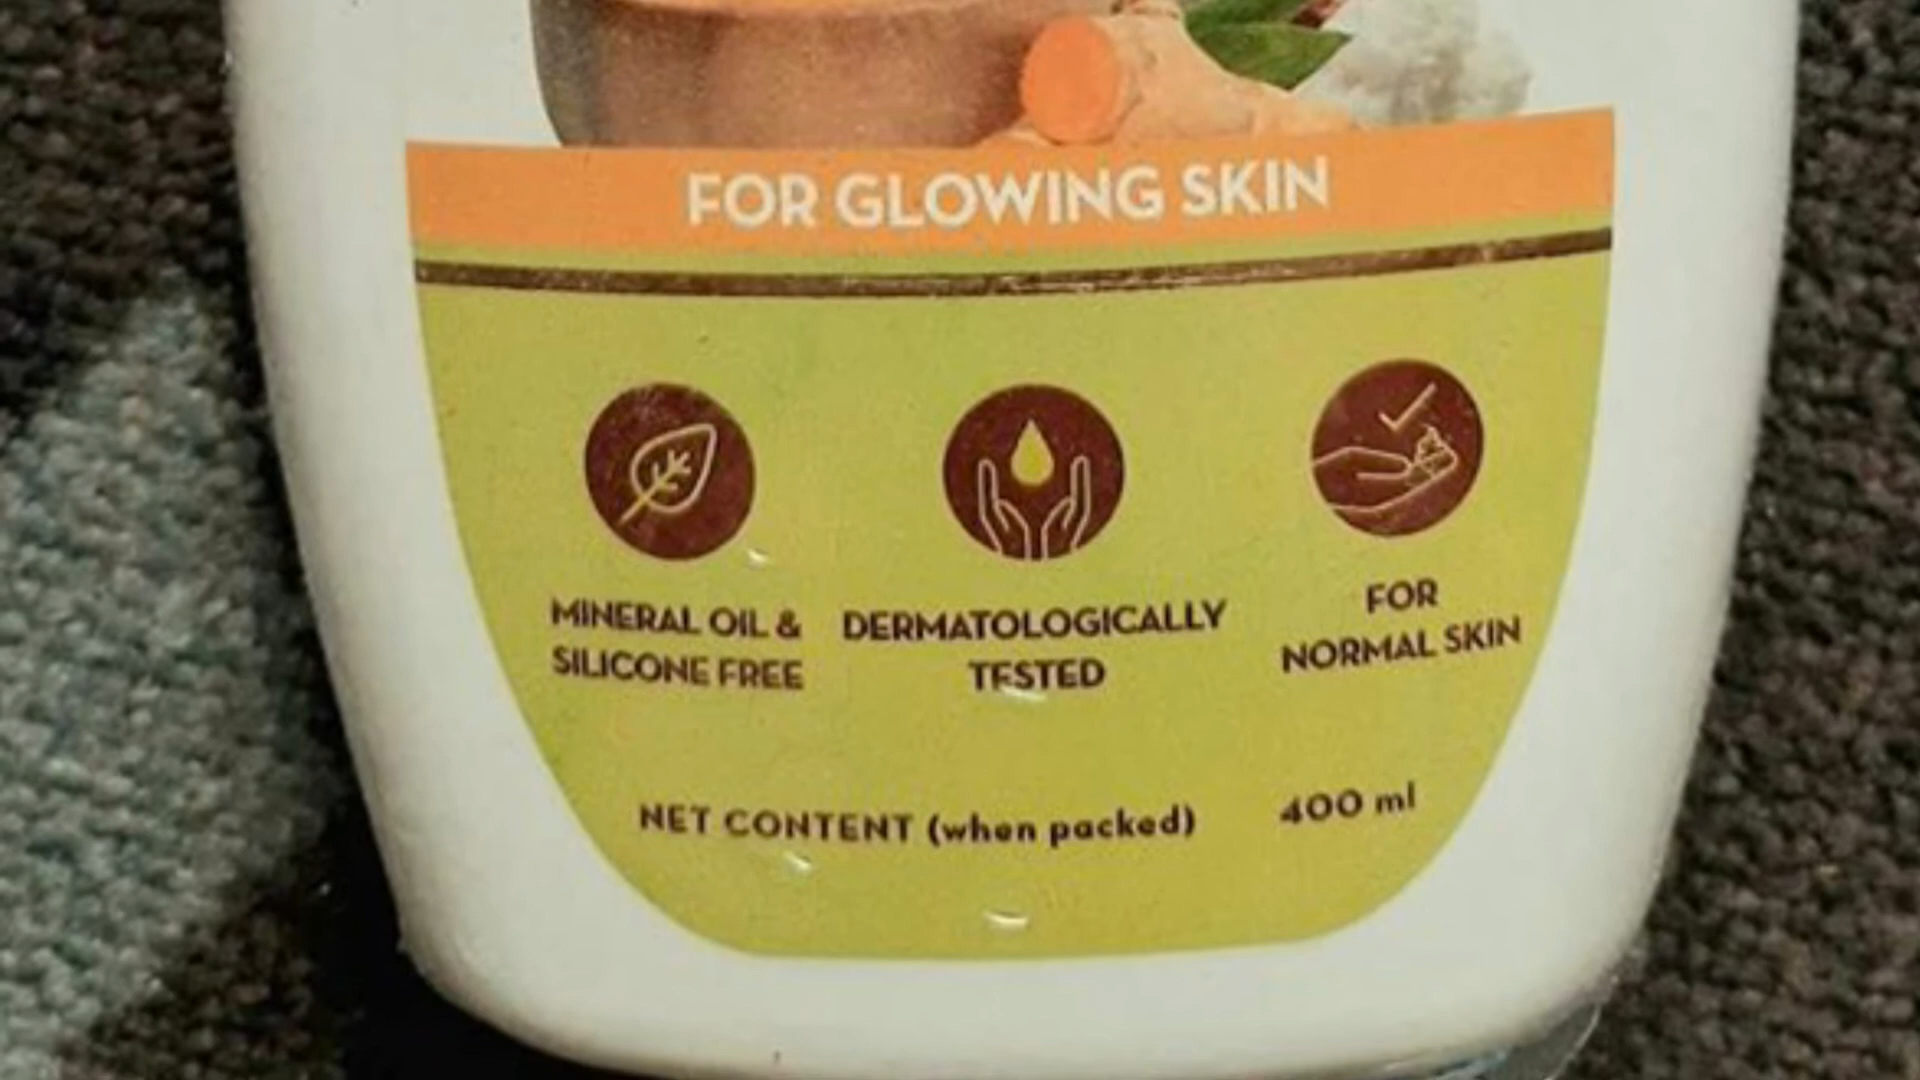 FOR GLOWING SKIN
MINERAL OIL &
SILICONE FREE
DERMATOLOGICALLY
TESTED
FOR
NORMAL SKIN
NET CONTENT (when packed) 400 ml